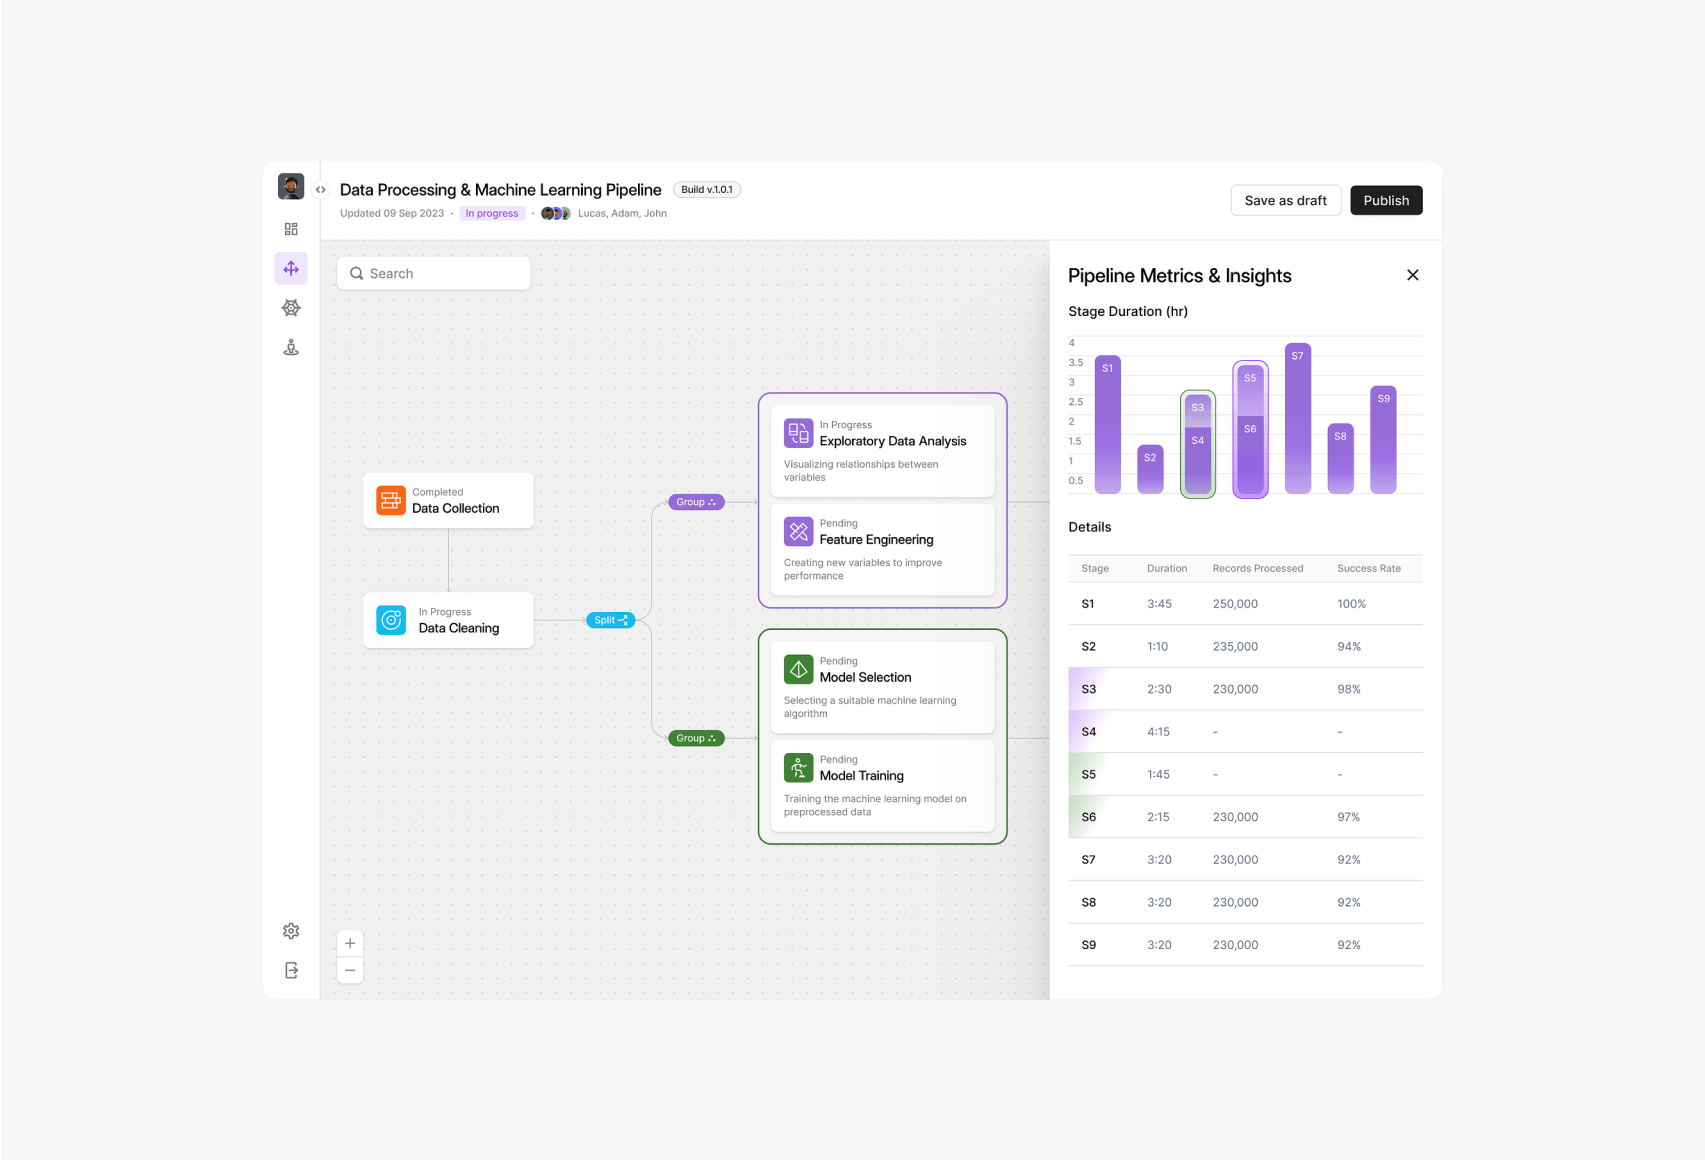 Data Processing & Machine Learning Pipeline
Build v.1.0.1
Updated 09 Sep 2023 · In progress · Lucas, Adam, John
Save as draft
Publish
Search
Completed
Data Collection
In Progress
Data Cleaning
Split
Group
Group
In Progress
Exploratory Data Analysis
Visualizing relationships between
variables
Pending
Feature Engineering
Creating new variables to improve
performance
Pending
Model Selection
Selecting a suitable machine learning
algorithm
Pending
Model Training
Training the machine learning model on
preprocessed data
Pipeline Metrics & Insights
Stage Duration (hr)
4
3.5
3
2.5
2
1.5
1
0.5
S1
S2
S3
S4
S5
S6
S7
S8
S9
Details
Stage Duration Records Processed Success Rate
S1 3:45 250,000 100%
S2 1:10 235,000 94%
S3 2:30 230,000 98%
S4 4:15 - -
S5 1:45 - -
S6 2:15 230,000 97%
S7 3:20 230,000 92%
S8 3:20 230,000 92%
S9 3:20 230,000 92%